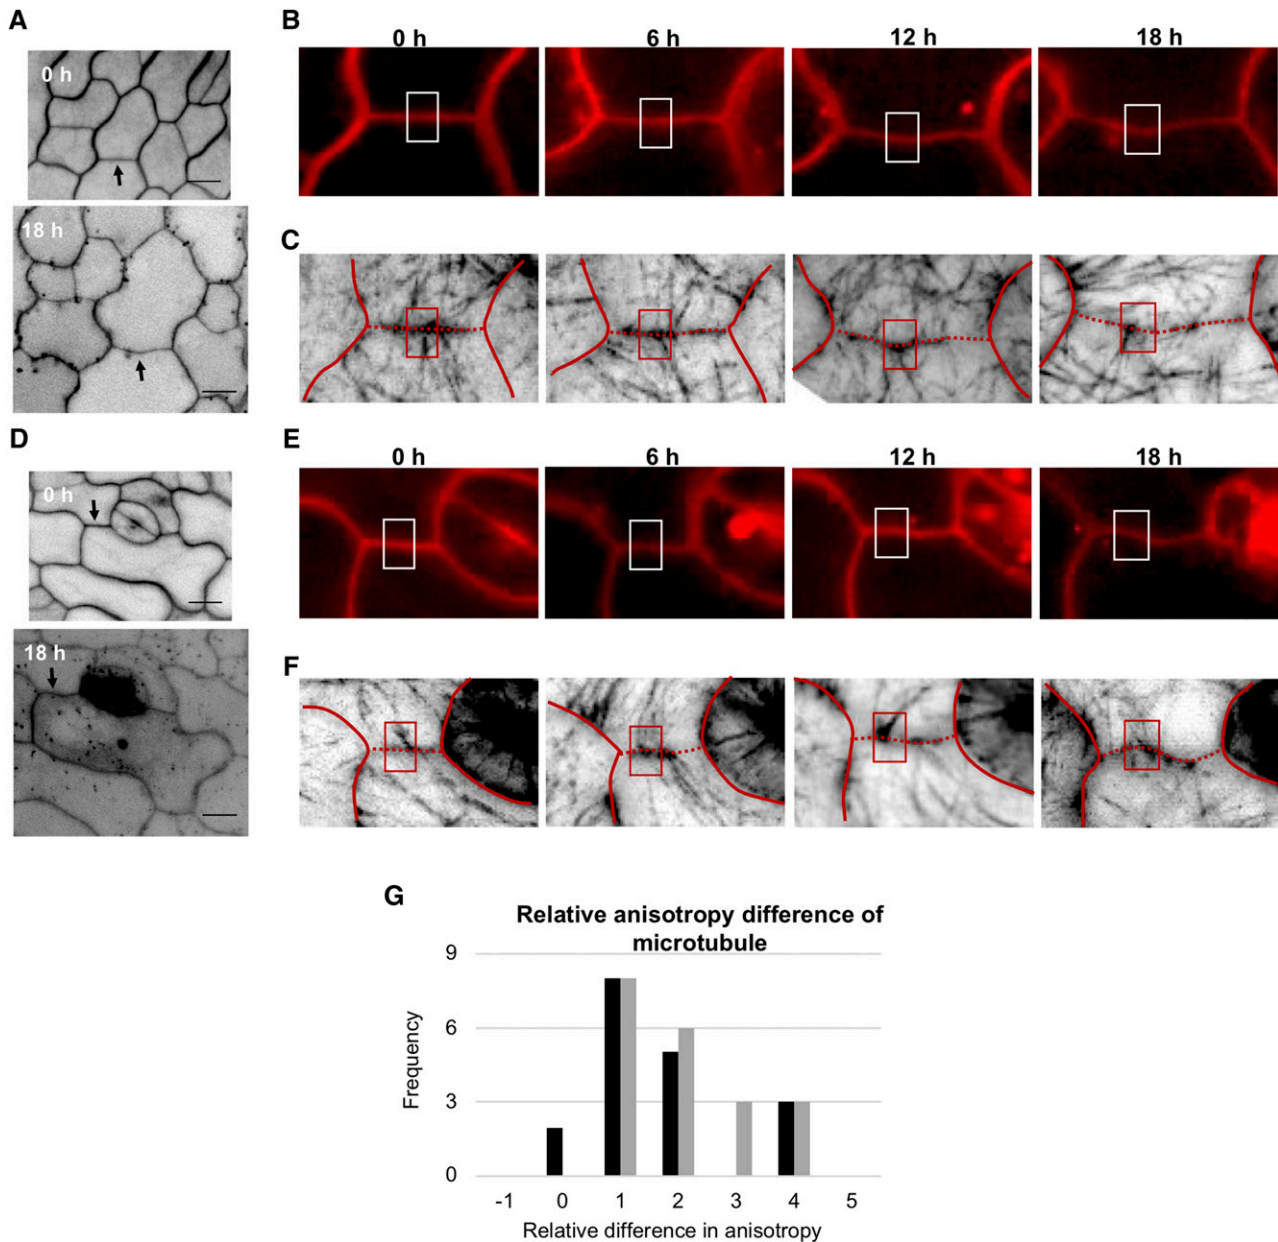 A
0 h
18 h
B
0 h 6 h 12 h 18 h
C
D
0 h
18 h
E
0 h 6 h 12 h 18 h
F
G
Relative anisotropy difference of
microtubule
Frequency
9
6
3
0
-1 0 1 2 3 4 5
Relative difference in anisotropy